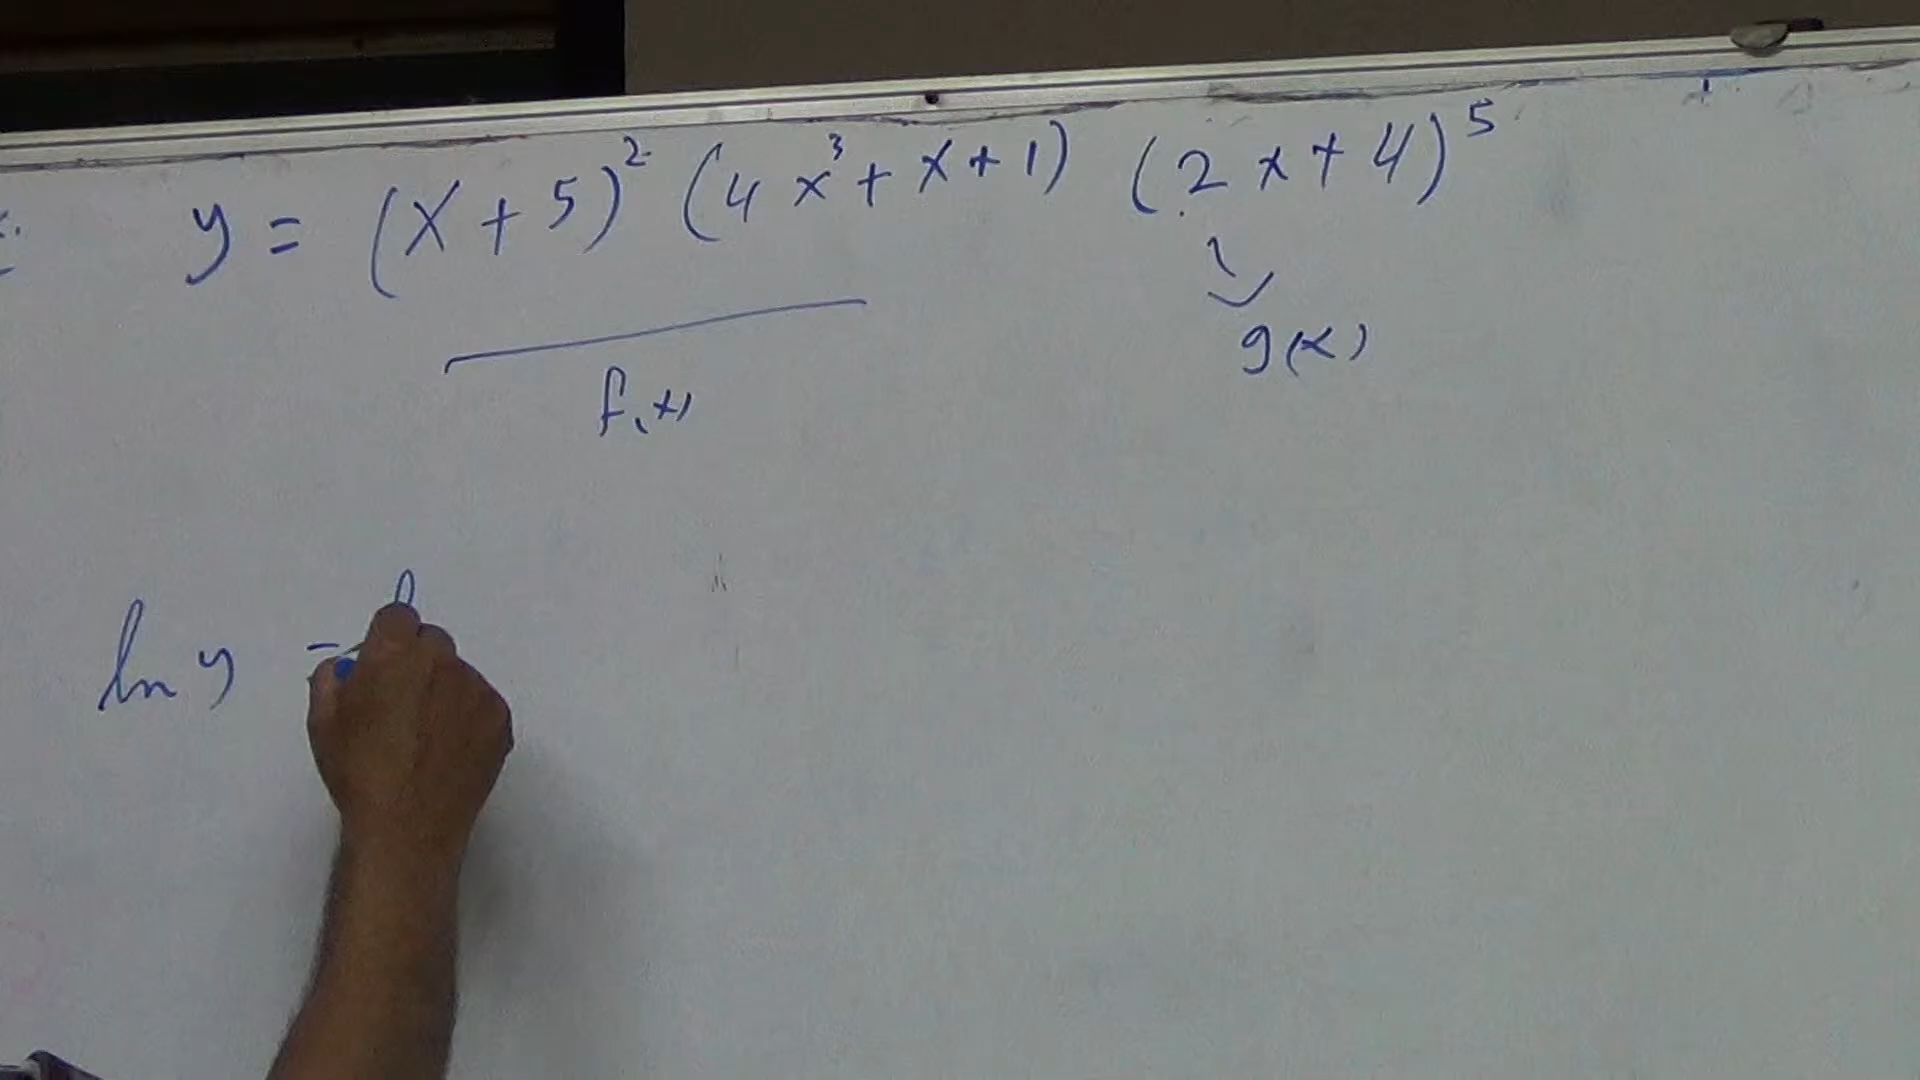 y = (x + 5)² (4x³ + x + 1) (2x + 4)⁵
f(x) g(x)
ln y =